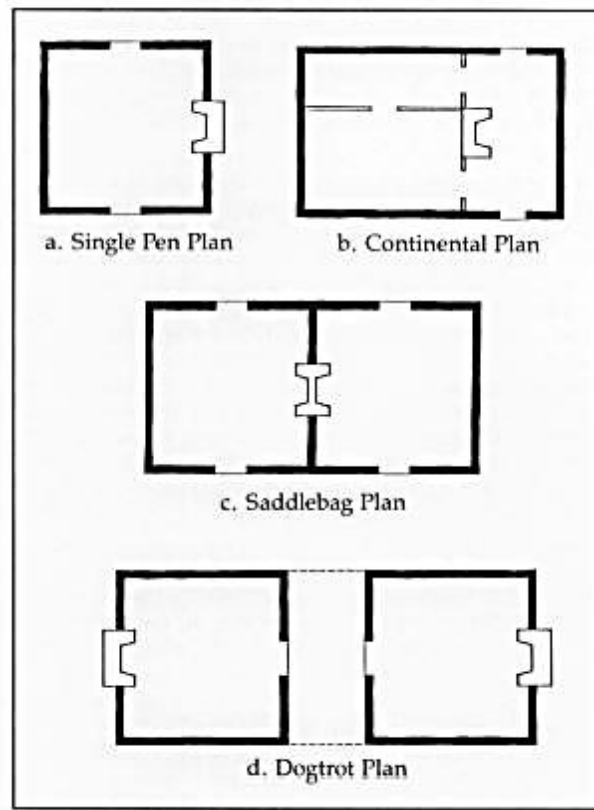 a. Single Pen Plan
b. Continental Plan
c. Saddlebag Plan
d. Dogtrot Plan